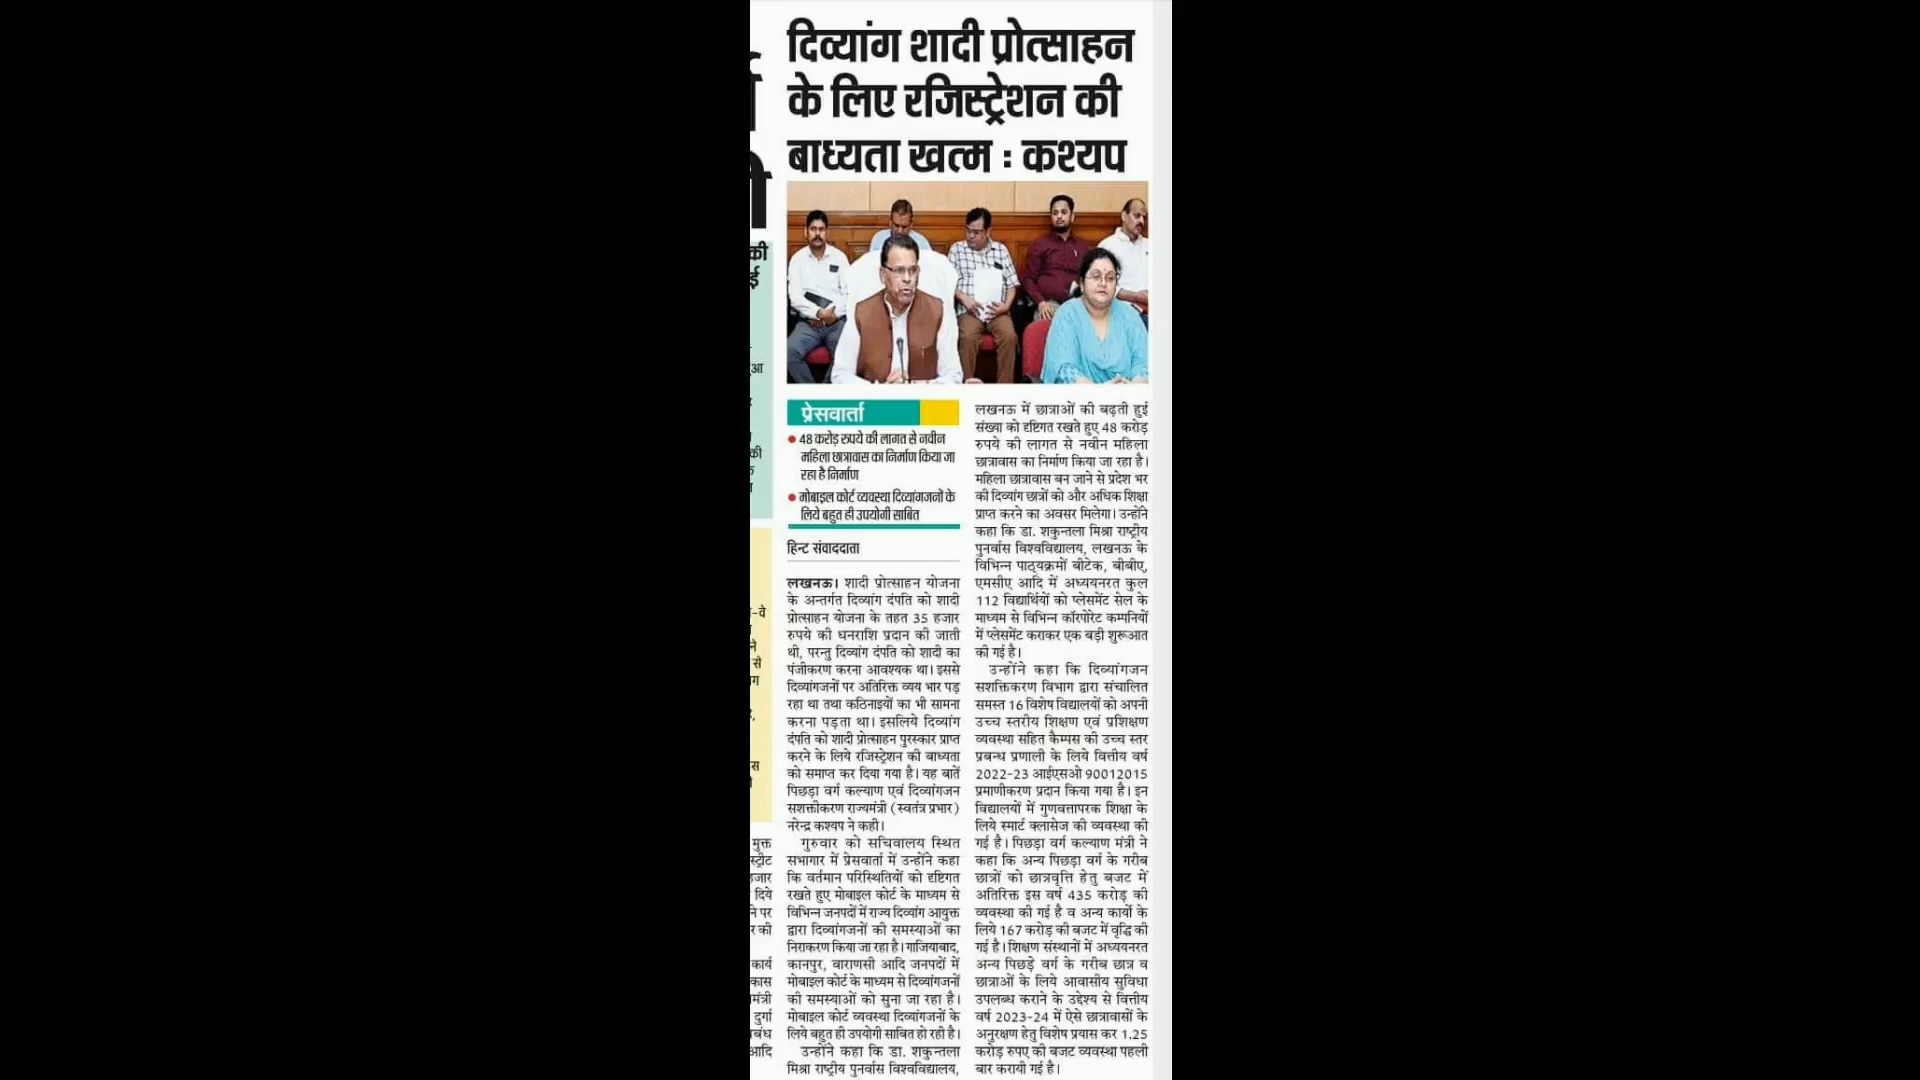 दिव्यांग शादी प्रोत्साहन
के लिए रजिस्ट्रेशन की
बाध्यता खत्म : कश्यप
प्रेसवार्ता
48 करोड़ रुपये की लागत से नवीन
महिला छात्रावास का निर्माण किया जा
रहा है निर्माण
मोबाइल कोर्ट व्यवस्था दिव्यांगजनों के
लिये बहुत ही उपयोगी साबित
हिन्ट संवाददाता
लखनऊ। शादी प्रोत्साहन योजना
के अन्तर्गत दिव्यांग दंपति को शादी
प्रोत्साहन योजना के तहत 35 हजार
रुपये की धनराशि प्रदान की जाती
थी, परन्तु दिव्यांग दंपति को शादी का
पंजीकरण करना आवश्यक था। इससे
दिव्यांगजनों पर अतिरिक्त व्यय भार पड़
रहा था तथा कठिनाइयों का भी सामना
करना पड़ता था। इसलिये दिव्यांग
दंपति को शादी प्रोत्साहन पुरस्कार प्राप्त
करने के लिये रजिस्ट्रेशन की बाध्यता
को समाप्त कर दिया गया है। यह बातें
पिछड़ा वर्ग कल्याण एवं दिव्यांगजन
सशक्तीकरण राज्यमंत्री (स्वतंत्र प्रभार)
नरेन्द्र कश्यप ने कही।
गुरुवार को सचिवालय स्थित
सभागार में प्रेसवार्ता में उन्होंने कहा
कि वर्तमान परिस्थितियों को दृष्टिगत
रखते हुए मोबाइल कोर्ट के माध्यम से
विभिन्न जनपदों में राज्य दिव्यांग आयुक्त
द्वारा दिव्यांगजनों की समस्याओं का
निराकरण किया जा रहा है। गाजियाबाद,
कानपुर, वाराणसी आदि जनपदों में
मोबाइल कोर्ट के माध्यम से दिव्यांगजनों
की समस्याओं को सुना जा रहा है।
मोबाइल कोर्ट व्यवस्था दिव्यांगजनों के
लिये बहुत ही उपयोगी साबित हो रही है।
उन्होंने कहा कि डा. शकुन्तला
मिश्रा राष्ट्रीय पुनर्वास विश्वविद्यालय,
लखनऊ में छात्राओं की बढ़ती हुई
संख्या को दृष्टिगत रखते हुए 48 करोड़
रुपये की लागत से नवीन महिला
छात्रावास का निर्माण किया जा रहा है।
महिला छात्रावास बन जाने से प्रदेश भर
की दिव्यांग छात्रों को और अधिक शिक्षा
प्राप्त करने का अवसर मिलेगा। उन्होंने
कहा कि डा. शकुन्तला मिश्रा राष्ट्रीय
पुनर्वास विश्वविद्यालय, लखनऊ के
विभिन्न पाठ्यक्रमों बीटेक, बीबीए,
एमसीए आदि में अध्ययनरत कुल
112 विद्यार्थियों को प्लेसमेंट सेल के
माध्यम से विभिन्न कॉरपोरेट कम्पनियों
में प्लेसमेंट कराकर एक बड़ी शुरूआत
की गई है।
उन्होंने कहा कि दिव्यांगजन
सशक्तिकरण विभाग द्वारा संचालित
समस्त 16 विशेष विद्यालयों को अपनी
उच्च स्तरीय शिक्षण एवं प्रशिक्षण
व्यवस्था सहित कैम्पस की उच्च स्तर
प्रबन्ध प्रणाली के लिये वित्तीय वर्ष
2022-23 आईएसओ 90012015
प्रमाणीकरण प्रदान किया गया है। इन
विद्यालयों में गुणवत्तापरक शिक्षा के
लिये स्मार्ट क्लासेज की व्यवस्था की
गई है। पिछड़ा वर्ग कल्याण मंत्री ने
कहा कि अन्य पिछड़ा वर्ग के गरीब
छात्रों को छात्रवृत्ति हेतु बजट में
अतिरिक्त इस वर्ष 435 करोड़ की
व्यवस्था की गई है व अन्य कार्यो के
लिये 167 करोड़ की बजट में वृद्धि की
गई है। शिक्षण संस्थानों में अध्ययनरत
अन्य पिछड़े वर्ग के गरीब छात्र व
छात्राओं के लिये आवासीय सुविधा
उपलब्ध कराने के उद्देश्य से वित्तीय
वर्ष 2023-24 में ऐसे छात्रावासों के
अनुरक्षण हेतु विशेष प्रयास कर 1.25
करोड़ रुपए की बजट व्यवस्था पहली
बार करायी गई है।